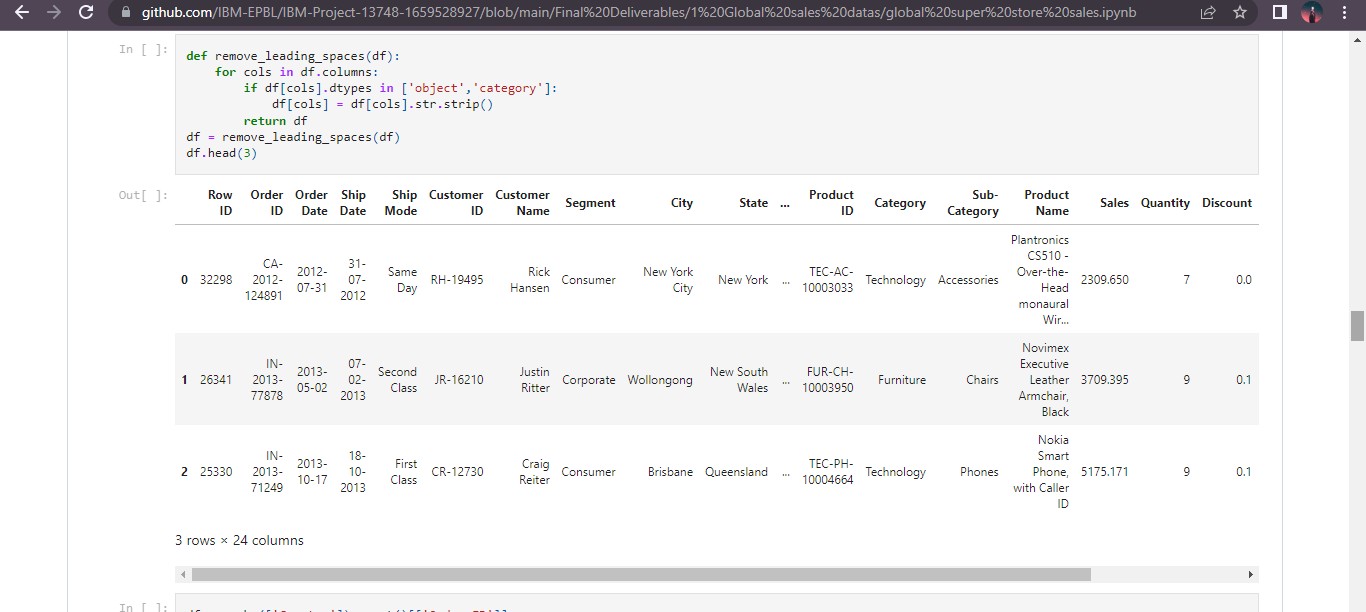 github.com/IBM-EPBL/IBM-Project-13748-1659528927/blob/main/Final%20Deliverables/1%20Global%20sales%20datas/global%20super%20store%20sales.ipynb
In [ ]:
def remove_leading_spaces(df):
    for cols in df.columns:
        if df[cols].dtypes in ['object','category']:
            df[cols] = df[cols].str.strip()
        return df
df = remove_leading_spaces(df)
df.head(3)
Out[ ]:
Row ID Order ID Order Date Ship Date Ship Mode Customer ID Customer Name Segment City State ... Product ID Category Sub-Category Product Name Sales Quantity Discount
0 32298 CA-2012-124891 2012-07-31 31-07-2012 Same Day RH-19495 Rick Hansen Consumer New York City New York ... TEC-AC-10003033 Technology Accessories Plantronics CS510 - Over-the-Head monaural Wir... 2309.650 7 0.0
1 26341 IN-2013-77878 2013-05-02 07-02-2013 Second Class JR-16210 Justin Ritter Corporate Wollongong New South Wales ... FUR-CH-10003950 Furniture Chairs Novimex Executive Leather Armchair, Black 3709.395 9 0.1
2 25330 IN-2013-71249 2013-10-17 18-10-2013 First Class CR-12730 Craig Reiter Consumer Brisbane Queensland ... TEC-PH-10004664 Technology Phones Nokia Smart Phone, with Caller ID 5175.171 9 0.1
3 rows × 24 columns
In [ ]: